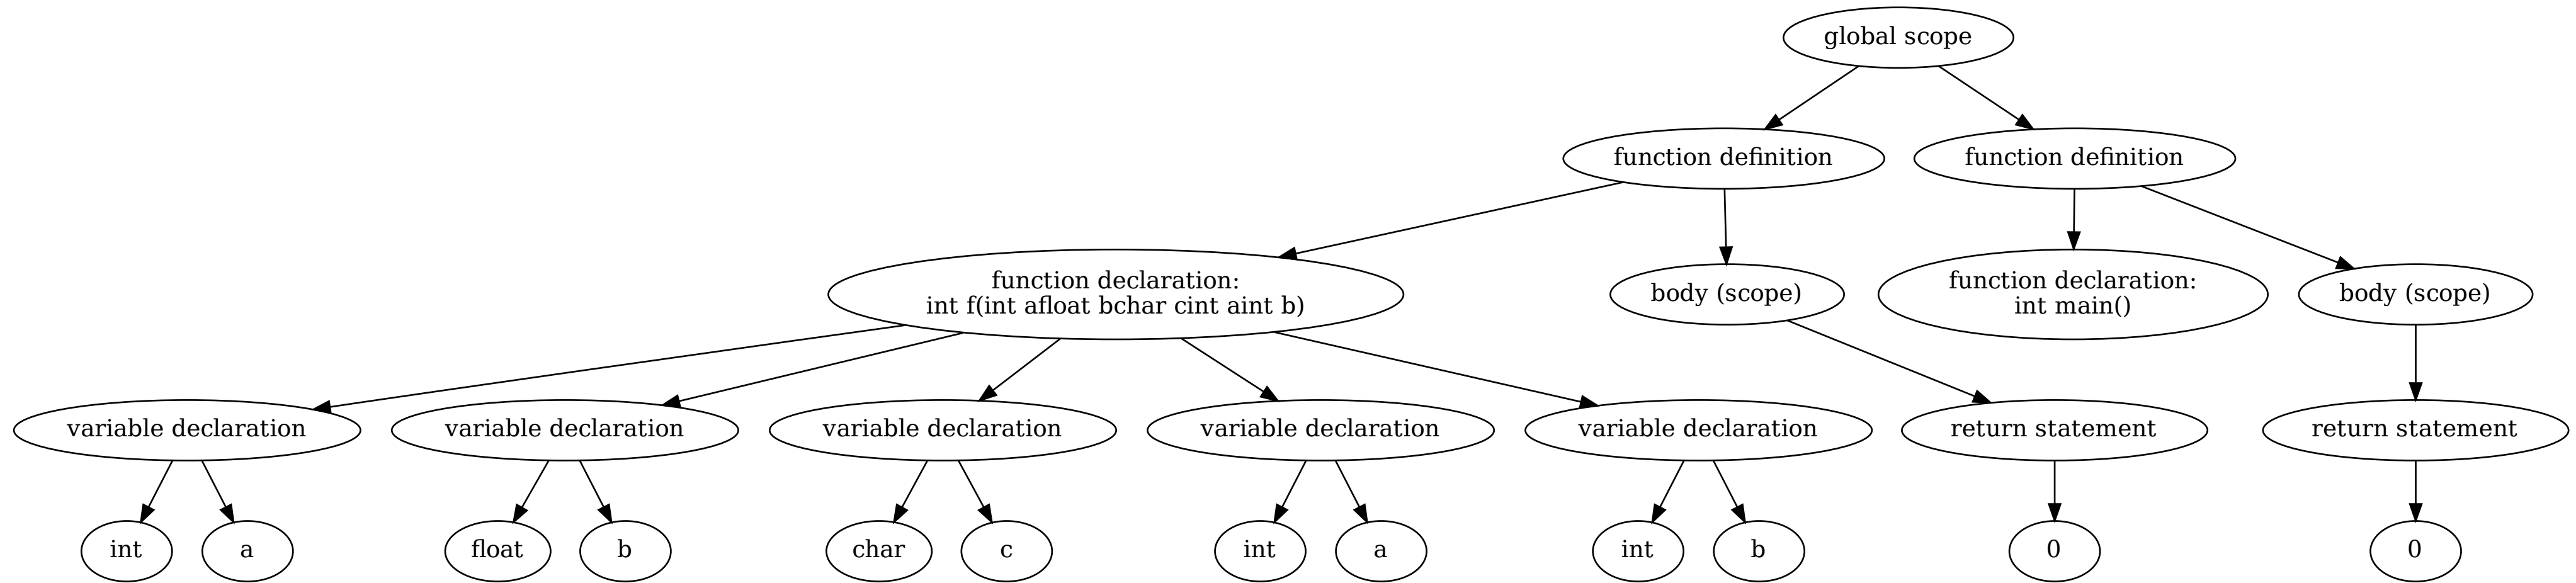 global scope
function definition
function definition
function declaration:
int f(int afloat bchar cint aint b)
body (scope)
function declaration:
int main()
body (scope)
variable declaration
variable declaration
variable declaration
variable declaration
variable declaration
return statement
return statement
int
a
float
b
char
c
int
a
int
b
0
0